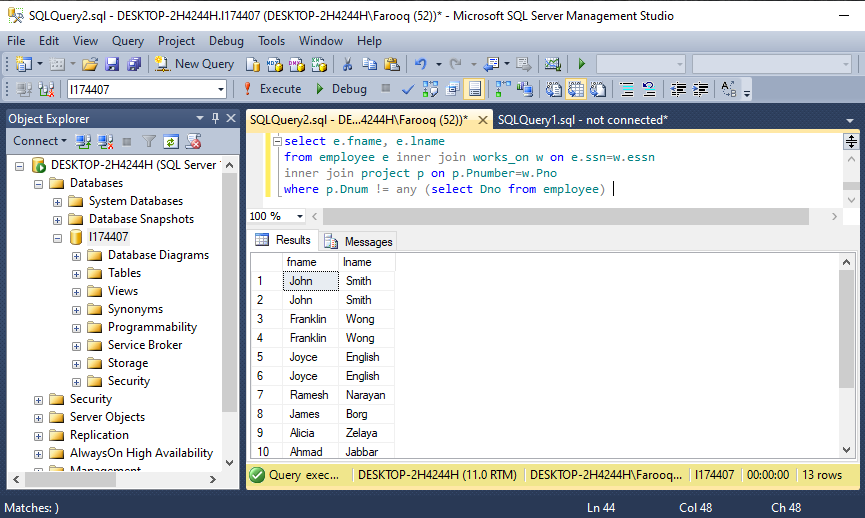 SQLQuery2.sql - DESKTOP-2H4244H.I174407 (DESKTOP-2H4244H\Farooq (52))* - Microsoft SQL Server Management Studio
File Edit View Query Project Debug Tools Window Help
New Query
I174407 Execute Debug
Object Explorer
Connect
DESKTOP-2H4244H (SQL Server
Databases
System Databases
Database Snapshots
I174407
Database Diagrams
Tables
Views
Synonyms
Programmability
Service Broker
Storage
Security
Security
Server Objects
Replication
AlwaysOn High Availability
Management
SQLQuery2.sql - DE...4244H\Farooq (52))* SQLQuery1.sql - not connected*
select e.fname, e.lname
from employee e inner join works_on w on e.ssn=w.essn
inner join project p on p.Pnumber=w.Pno
where p.Dnum != any (select Dno from employee)
100 %
Results Messages
fname lname
1 John Smith
2 John Smith
3 Franklin Wong
4 Franklin Wong
5 Joyce English
6 Joyce English
7 Ramesh Narayan
8 James Borg
9 Alicia Zelaya
10 Ahmad Jabbar
Query exec... DESKTOP-2H4244H (11.0 RTM) DESKTOP-2H4244H\Farooq... I174407 00:00:00 13 rows
Matches: ) Ln 44 Col 48 Ch 48